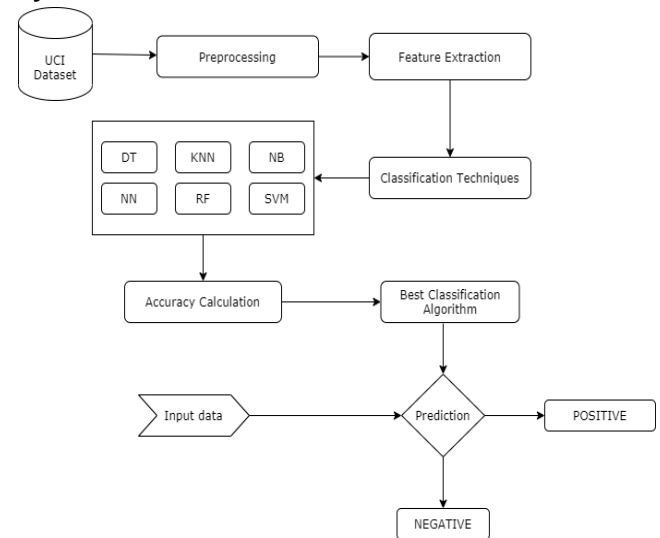 UCI
Dataset
Preprocessing
Feature Extraction
DT
KNN
NB
NN
RF
SVM
Classification Techniques
Accuracy Calculation
Best Classification
Algorithm
Input data
Prediction
POSITIVE
NEGATIVE